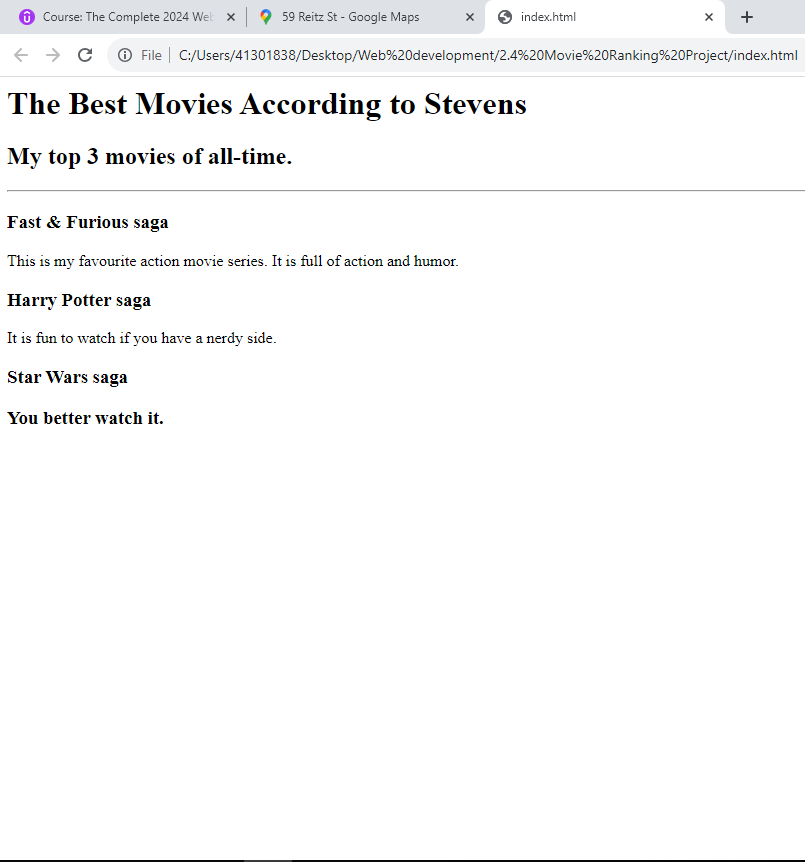 Course: The Complete 2024 Web
59 Reitz St - Google Maps
index.html
File
C:/Users/41301838/Desktop/Web%20development/2.4%20Movie%20Ranking%20Project/index.html
The Best Movies According to Stevens
My top 3 movies of all-time.
Fast & Furious saga
This is my favourite action movie series. It is full of action and humor.
Harry Potter saga
It is fun to watch if you have a nerdy side.
Star Wars saga
You better watch it.